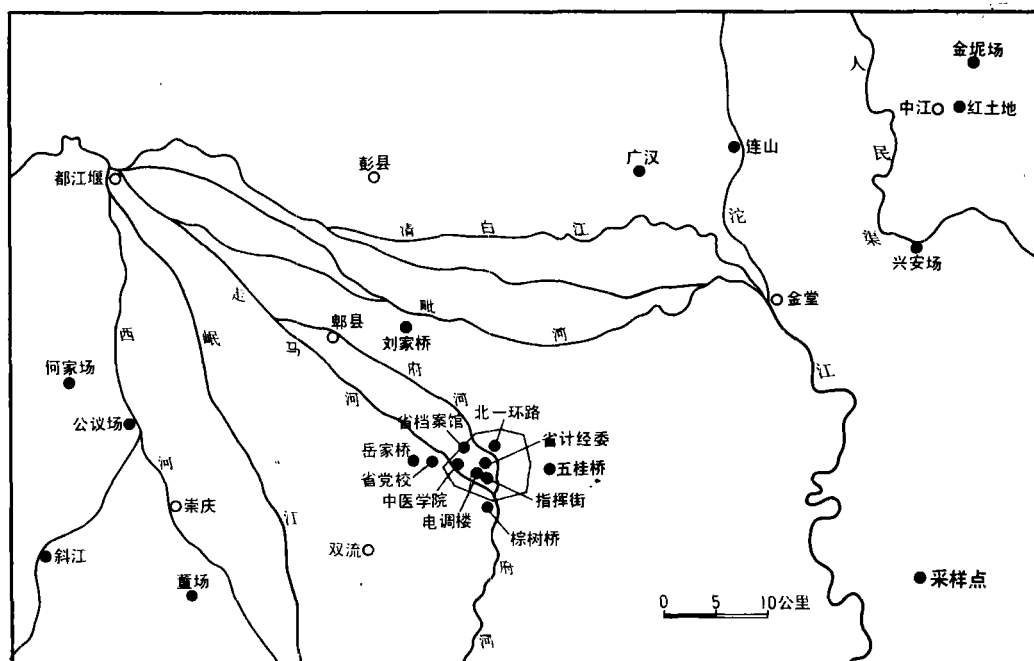 金坭场
中江
红土地
人民渠
连山
广汉
彭县
都江堰
清白江
沱
兴安场
金堂
江
毗河
刘家桥
郫县
走马河
府河
岷江
西河
何家场
公议场
省档案馆
北一环路
省计经委
岳家桥
省党校
中医学院
五桂桥
指挥街
电调楼
棕树桥
崇庆
双流
斜江
董场
府河
采样点
0 5 10公里